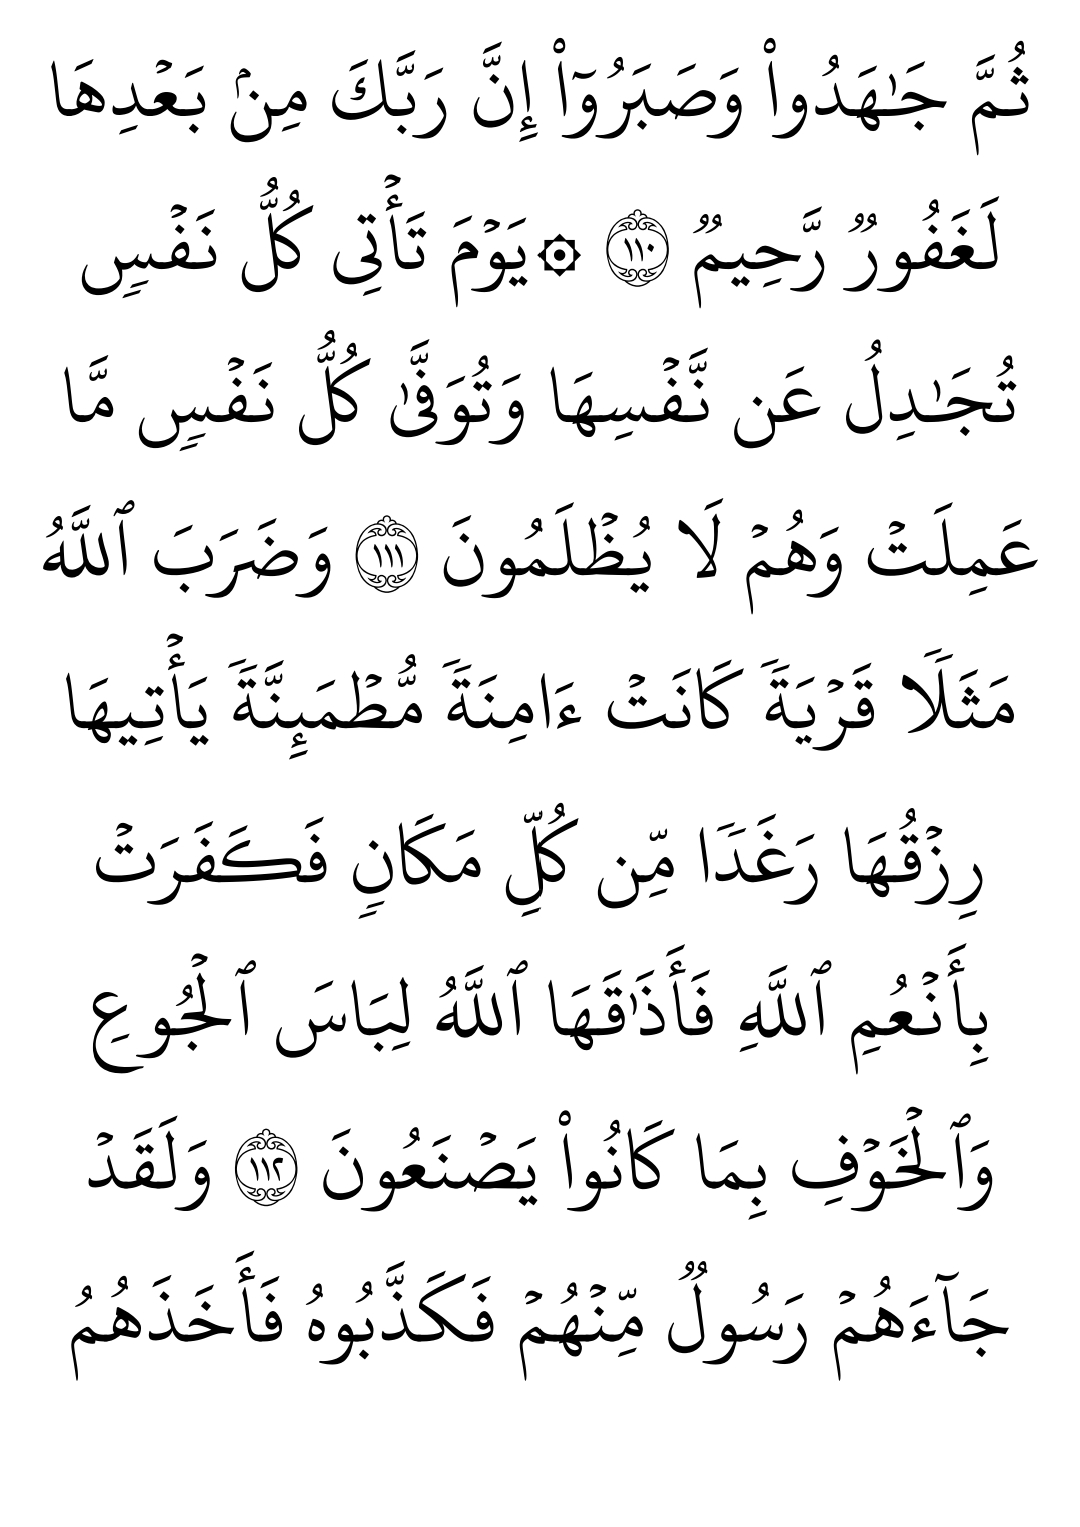 ثُمَّ جَـٰهَدُوا۟ وَصَبَرُوٓا۟ إِنَّ رَبَّكَ مِنۢ بَعْدِهَا
لَغَفُورٌۭ رَّحِيمٌۭ ١١٠ ۞ يَوْمَ تَأْتِى كُلُّ نَفْسٍۢ
تُجَـٰدِلُ عَن نَّفْسِهَا وَتُوَفَّىٰ كُلُّ نَفْسٍۢ مَّا
عَمِلَتْ وَهُمْ لَا يُظْلَمُونَ ١١١ وَضَرَبَ ٱللَّهُ
مَثَلًۭا قَرْيَةًۭ كَانَتْ ءَامِنَةًۭ مُّطْمَئِنَّةًۭ يَأْتِيهَا
رِزْقُهَا رَغَدًۭا مِّن كُلِّ مَكَانٍۢ فَكَفَرَتْ
بِأَنْعُمِ ٱللَّهِ فَأَذَٰقَهَا ٱللَّهُ لِبَاسَ ٱلْجُوعِ
وَٱلْخَوْفِ بِمَا كَانُوا۟ يَصْنَعُونَ ١١٢ وَلَقَدْ
جَآءَهُمْ رَسُولٌۭ مِّنْهُمْ فَكَذَّبُوهُ فَأَخَذَهُمُ